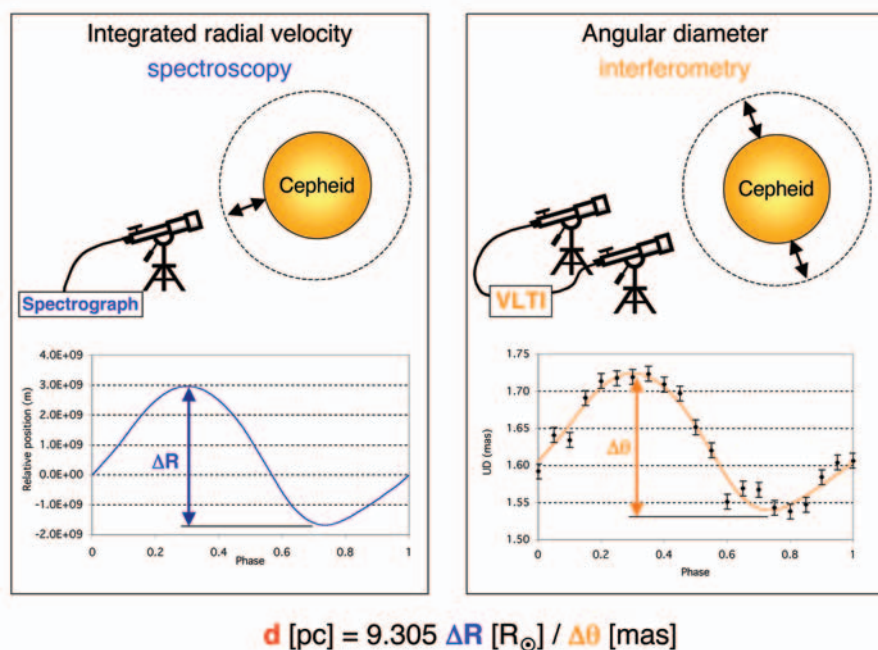 Integrated radial velocity
spectroscopy
Cepheid
Spectrograph
4.0E+09
3.0E+09
2.0E+09
1.0E+09
0.0E+00
-1.0E+09
-2.0E+09
Relative position (m)
ΔR
0 0.2 0.4 0.6 0.8 1
Phase
Angular diameter
interferometry
Cepheid
VLTI
1.75
1.70
1.65
1.60
1.55
1.50
UD (mas)
Δθ
0 0.2 0.4 0.6 0.8 1
Phase
d [pc] = 9.305 ΔR [R☉] / Δθ [mas]